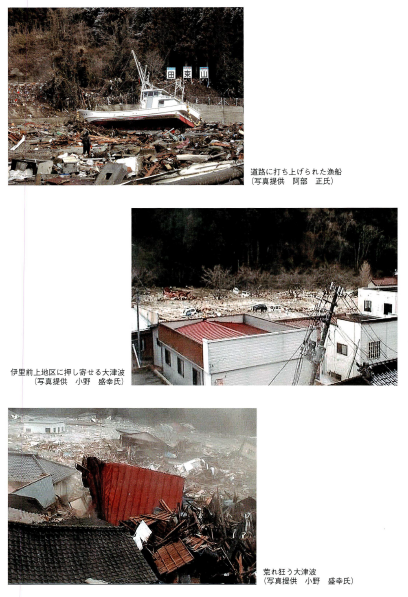 道路に打ち上げられた漁船
(写真提供　阿部　正氏)
伊里前上地区に押し寄せる大津波
(写真提供　小野　盛幸氏)
荒れ狂う大津波
(写真提供　小野　盛幸氏)